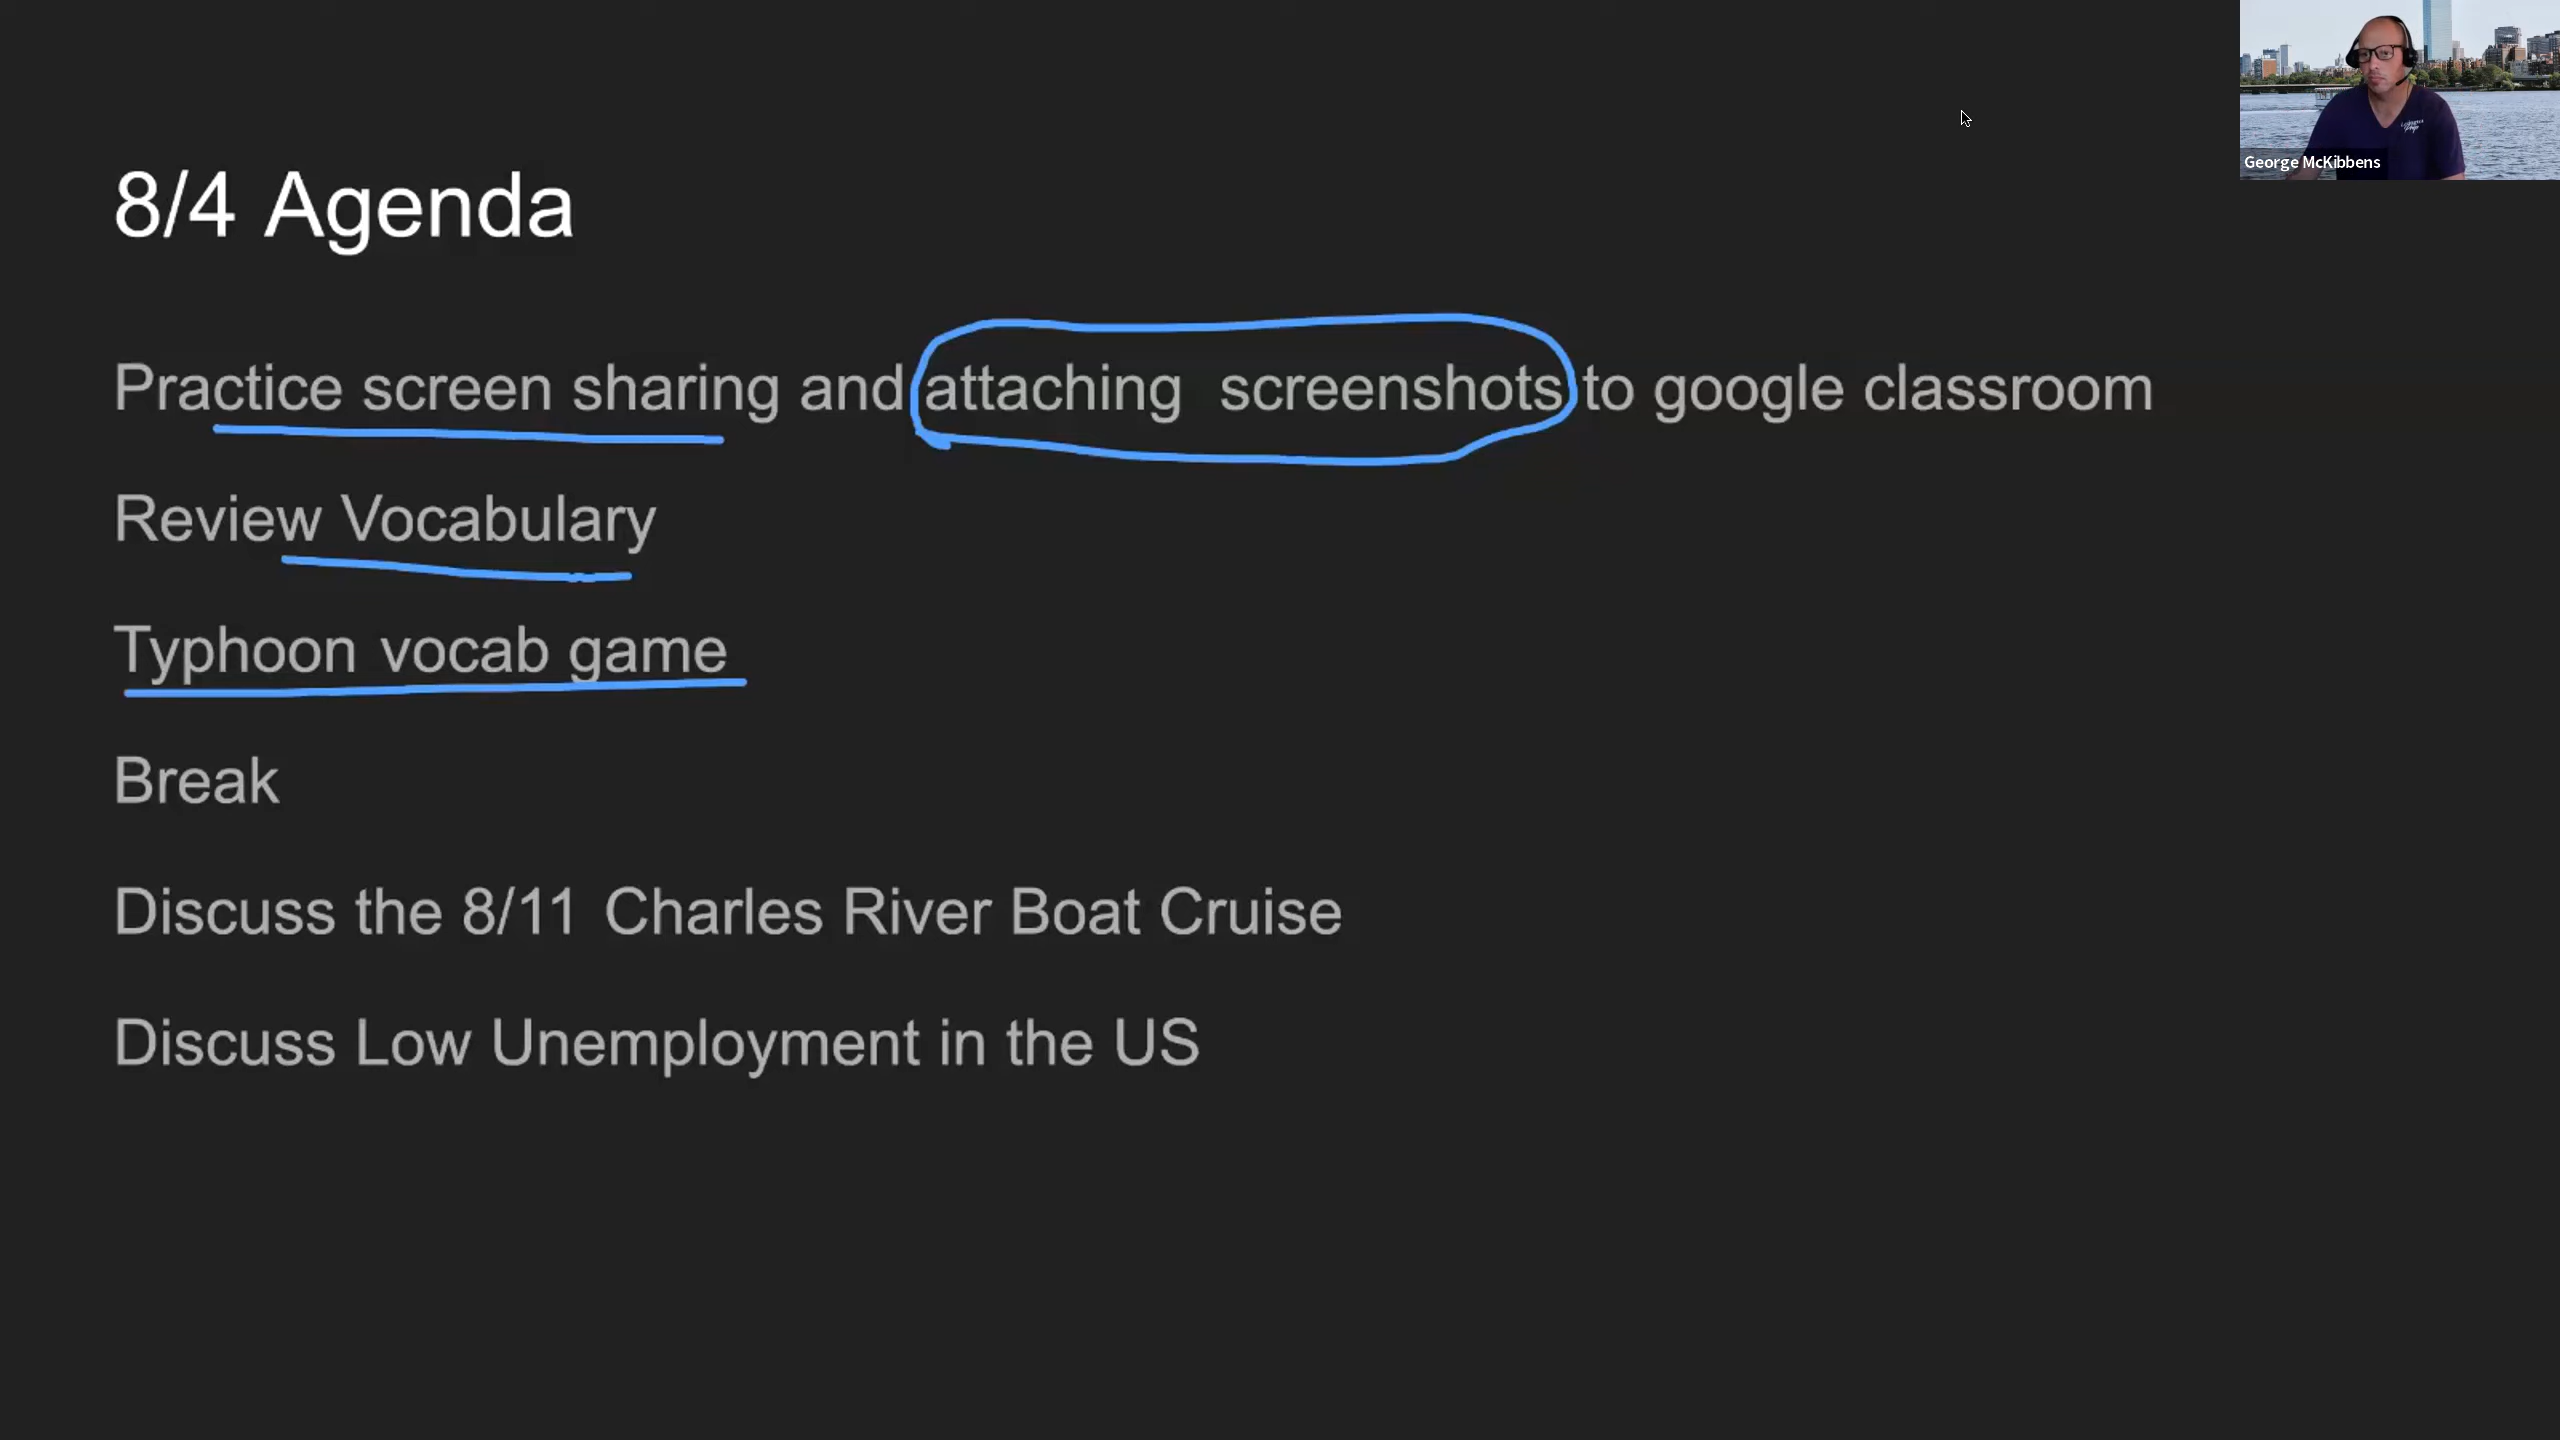 8/4 Agenda
George McKibbens
Practice screen sharing and attaching screenshots to google classroom
Review Vocabulary
Typhoon vocab game
Break
Discuss the 8/11 Charles River Boat Cruise
Discuss Low Unemployment in the US